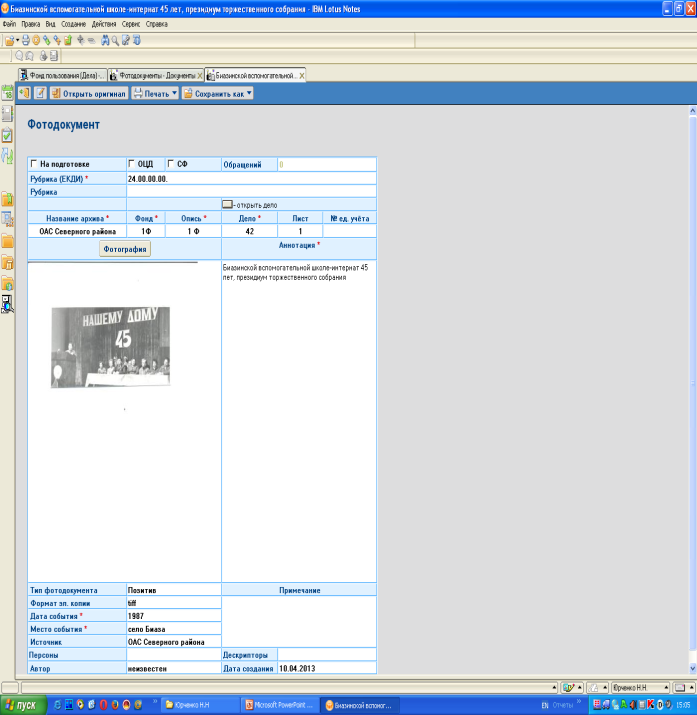 Биазинской вспомогательной школе-интернат 45 лет, президиум торжественного собрания - IBM Lotus Notes
Файл Правка Вид Создание Действия Сервис Справка
Фонд пользования (Дела) -... Фотодокументы - Документы X Биазинской вспомогательной... X
Открыть оригинал Печать Сохранить как
Фотодокумент
На подготовке ОЦД СФ Обращений 0
Рубрика (ЕКДИ) * 24.00.00.00.
Рубрика
- открыть дело
Название архива * Фонд * Опись * Дело * Лист № ед. учёта
ОАС Северного района 1Ф 1 Ф 42 1
Фотография Аннотация *
Биазинской вспомогательной школе-интернат 45
лет, президиум торжественного собрания
НАШЕМУ ДОМУ
45
Тип фотодокумента Позитив Примечание
Формат эл. копии tiff
Дата события * 1987
Место события * село Биаза
Источник ОАС Северного района
Персоны Дескрипторы
Автор неизвестен Дата создания 10.04.2013
Юрченко Н.Н.
пуск Юрченко Н.Н Microsoft PowerPoint ... Биазинской вспомог... EN Отчеты 15:05